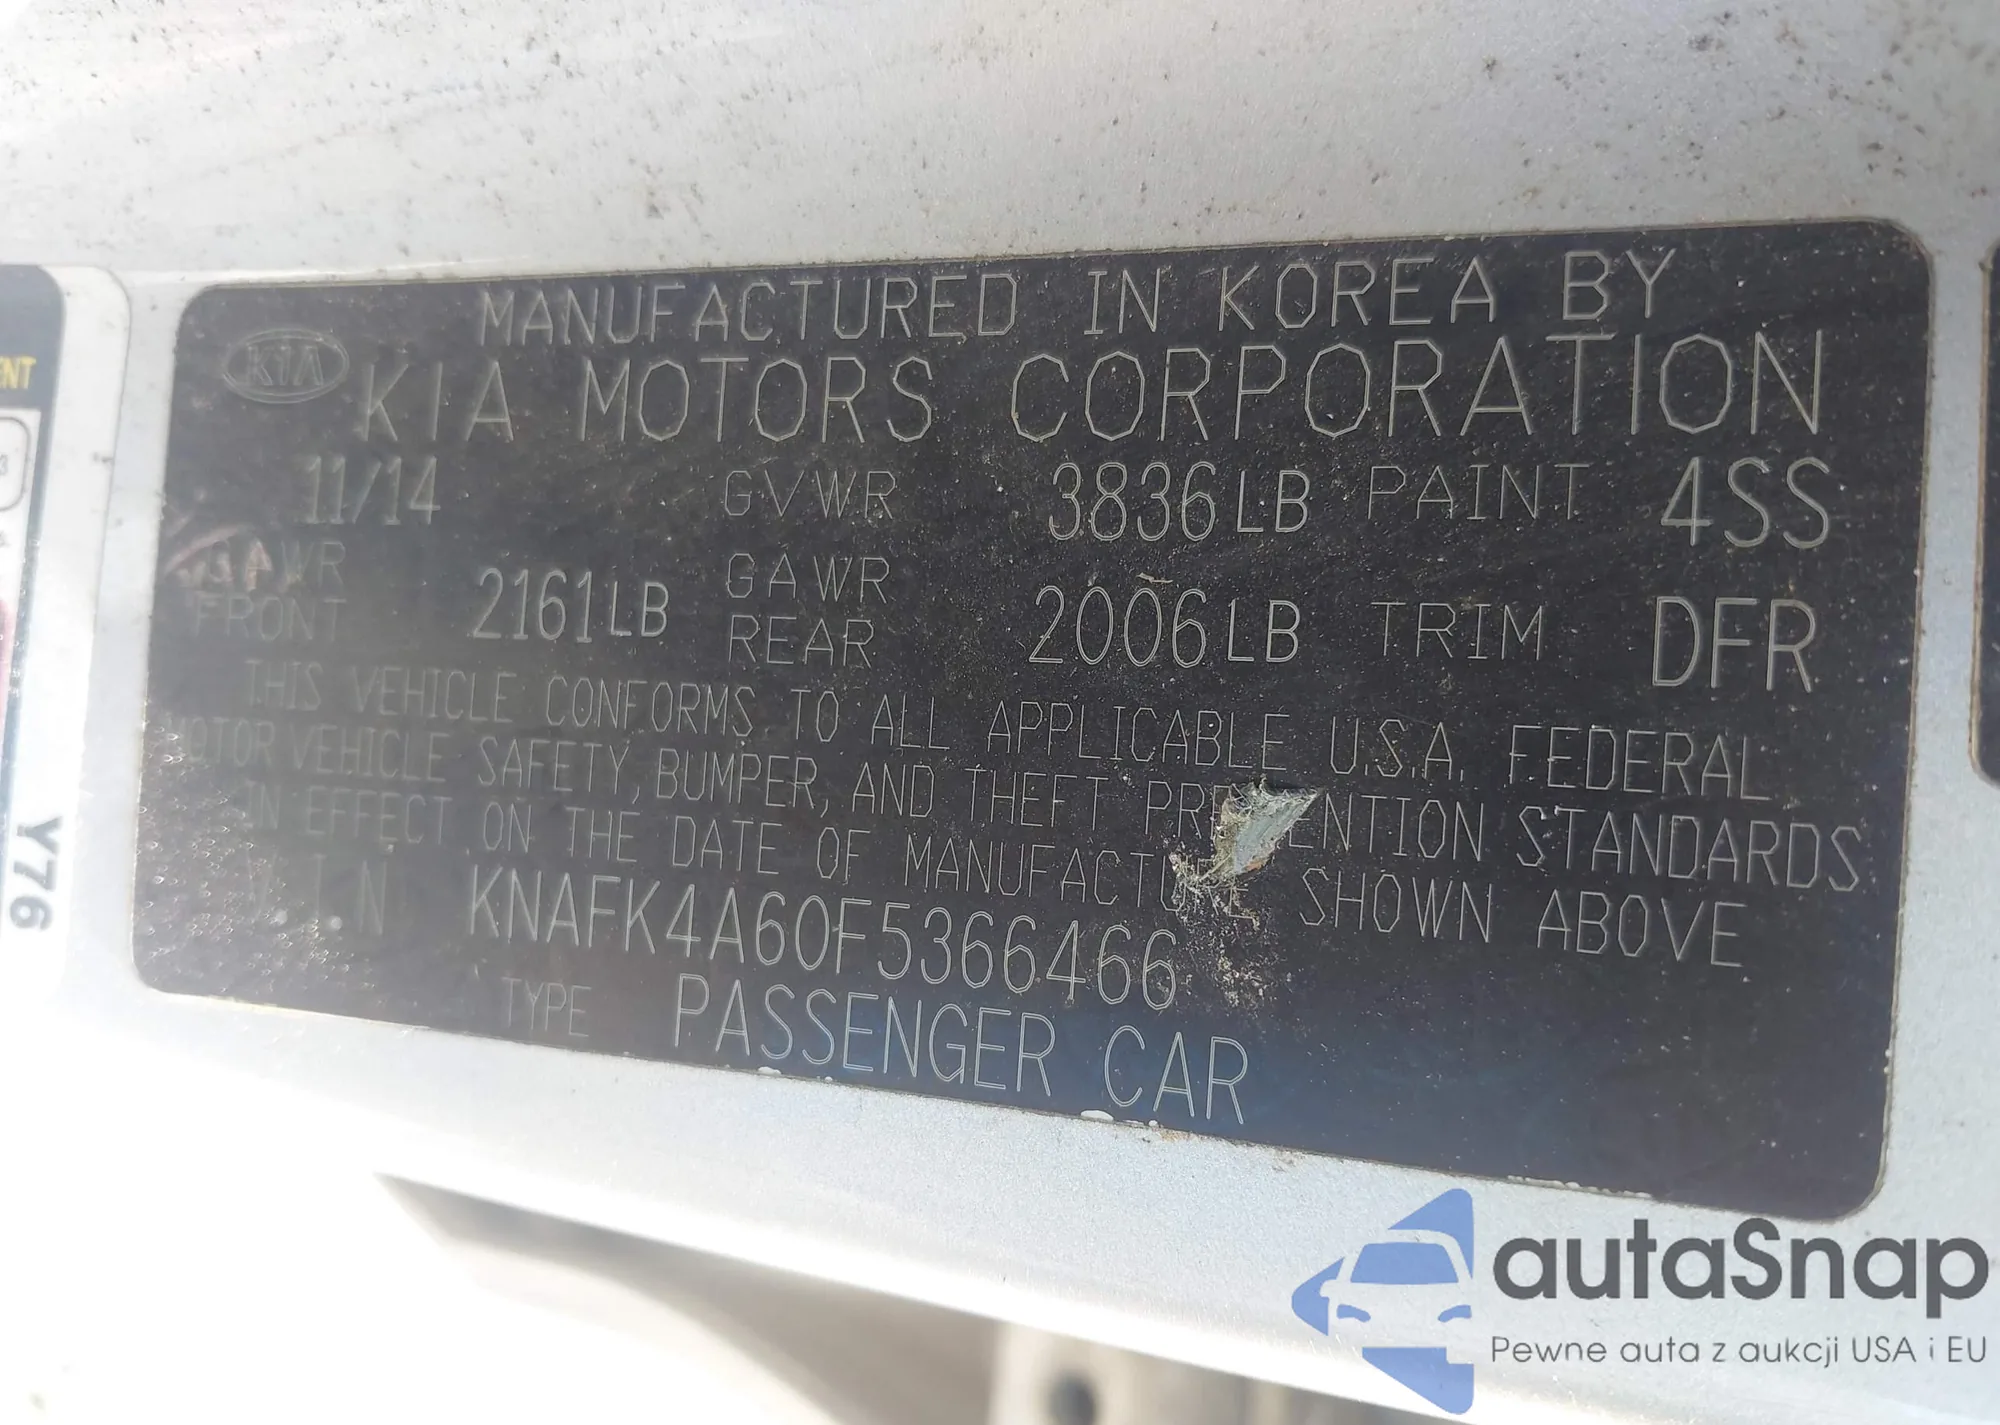 MANUFACTURED IN KOREA BY
KIA KIA MOTORS CORPORATION
11/14 GVWR 3836LB PAINT 4SS
GAWR FRONT 2161LB GAWR REAR 2006LB TRIM DFR
THIS VEHICLE CONFORMS TO ALL APPLICABLE U.S.A. FEDERAL
MOTOR VEHICLE SAFETY, BUMPER, AND THEFT PREVENTION STANDARDS
IN EFFECT ON THE DATE OF MANUFACTURE SHOWN ABOVE
V I N KNAFK4A60F5366466
TYPE PASSENGER CAR
Y76
autaSnap
Pewne auta z aukcji USA i EU